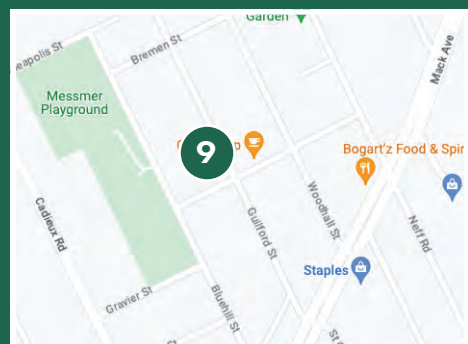 Garden
Bremen St
Mack Ave
Messmer
Playground
9
Bogart'z Food & Spir
Cadieux Rd
Woodhall St
Guilford St
Neff Rd
Staples
Gravier St
Bluehill St